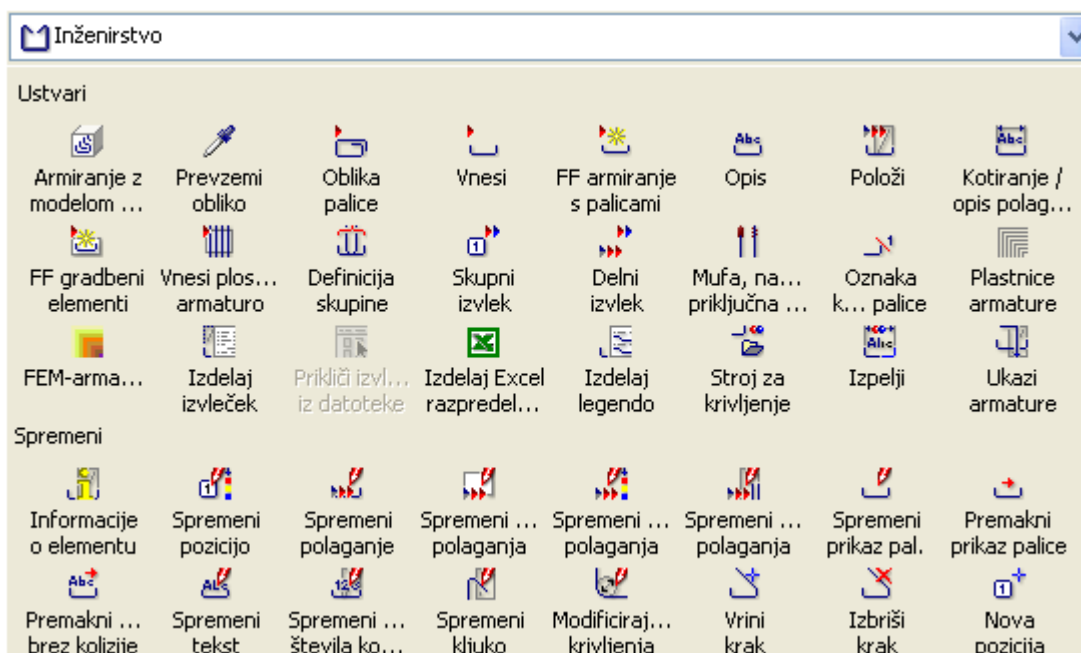 Inženirstvo
Ustvari
Armiranje z Prevzemi Oblika Vnesi FF armiranje Opis Položi Kotiranje /
modelom ... obliko palice s palicami opis polag...
FF gradbeni Vnesi plos... Definicija Skupni Delni Mufa, na... Oznaka Plastnice
elementi armaturo skupine izvlek izvlek priključna ... k... palice armature
FEM-arma... Izdelaj Prikliči izvl... Izdelaj Excel Izdelaj Stroj za Izpelji Ukazi
izvleček iz datoteke razpredel... legendo krivljenje armature
Spremeni
Informacije Spremeni Spremeni Spremeni ... Spremeni ... Spremeni ... Spremeni Premakni
o elementu pozicijo polaganje polaganja polaganja polaganja prikaz pal. prikaz palice
Premakni ... Spremeni Spremeni ... Spremeni Modificiraj... Vrini Izbriši Nova
brez kolizije tekst števila ko... kljuko krivljenja krak krak pozicija